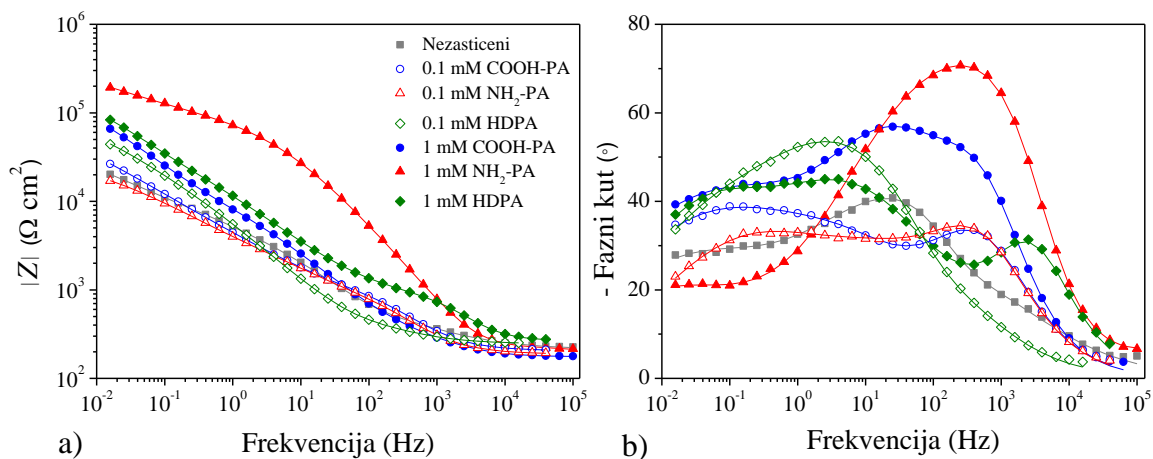 10^6
10^5
10^4
10^3
10^2
|Z| (Ω cm^2)
Nezasticeni
0.1 mM COOH-PA
0.1 mM NH_2-PA
0.1 mM HDPA
1 mM COOH-PA
1 mM NH_2-PA
1 mM HDPA
10^-2 10^-1 10^0 10^1 10^2 10^3 10^4 10^5
Frekvencija (Hz)
a)
80
60
40
20
0
- Fazni kut (°)
10^-2 10^-1 10^0 10^1 10^2 10^3 10^4 10^5
Frekvencija (Hz)
b)